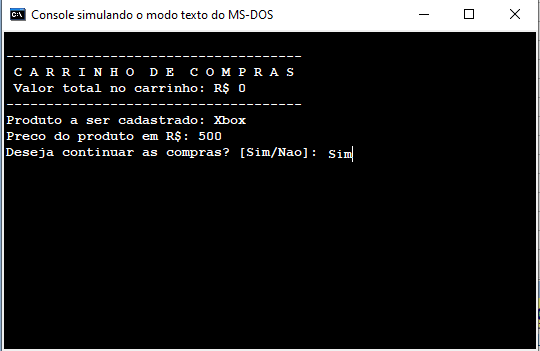 Console simulando o modo texto do MS-DOS
------------------------------------
C A R R I N H O  D E  C O M P R A S
Valor total no carrinho: R$ 0
------------------------------------
Produto a ser cadastrado: Xbox
Preco do produto em R$: 500
Deseja continuar as compras? [Sim/Nao]: Sim